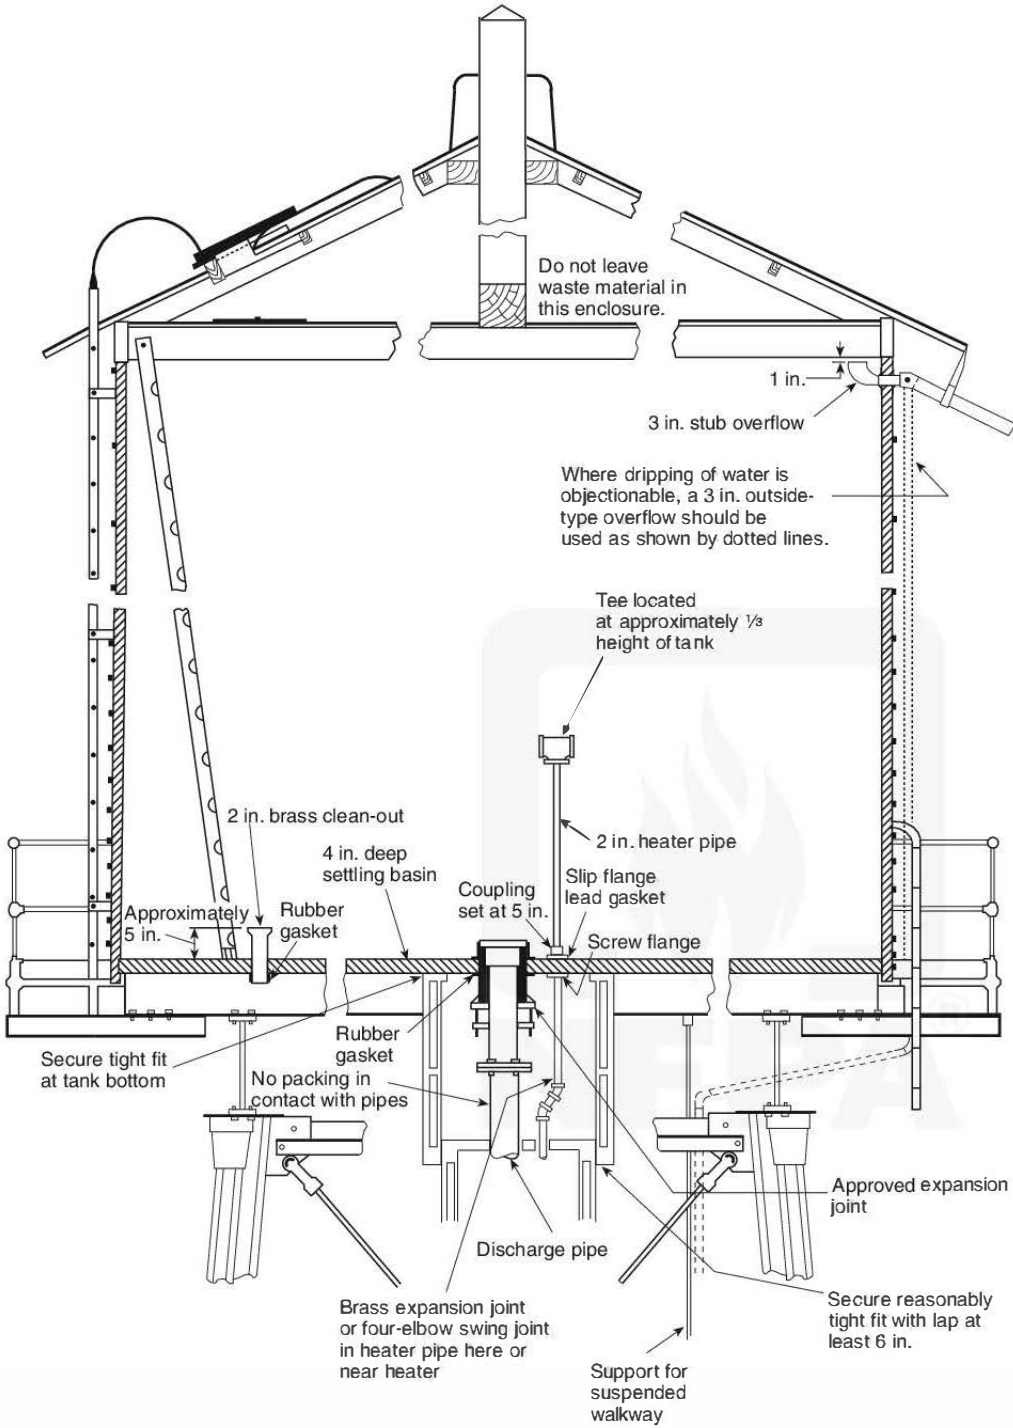 Do not leave
waste material in
this enclosure.
1 in.
3 in. stub overflow
Where dripping of water is
objectionable, a 3 in. outside-
type overflow should be
used as shown by dotted lines.
Tee located
at approximately ⅓
height of tank
2 in. brass clean-out
4 in. deep
settling basin
2 in. heater pipe
Coupling
set at 5 in.
Slip flange
lead gasket
Approximately
5 in.
Rubber
gasket
Screw flange
Secure tight fit
at tank bottom
Rubber
gasket
No packing in
contact with pipes
NFPA
®
Approved expansion
joint
Discharge pipe
Brass expansion joint
or four-elbow swing joint
in heater pipe here or
near heater
Secure reasonably
tight fit with lap at
least 6 in.
Support for
suspended
walkway